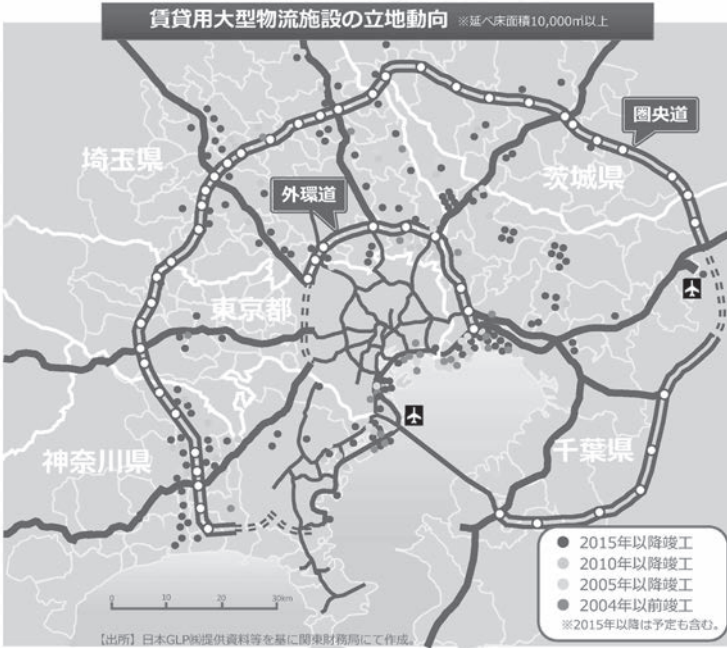 賃貸用大型物流施設の立地動向 ※延べ床面積10,000㎡以上
圏央道
埼玉県
茨城県
外環道
東京都
神奈川県
千葉県
● 2015年以降竣工
● 2010年以降竣工
● 2005年以降竣工
● 2004年以前竣工
※2015年以降は予定も含む。
0 10 20 30km
【出所】日本GLP㈱提供資料等を基に関東財務局にて作成。